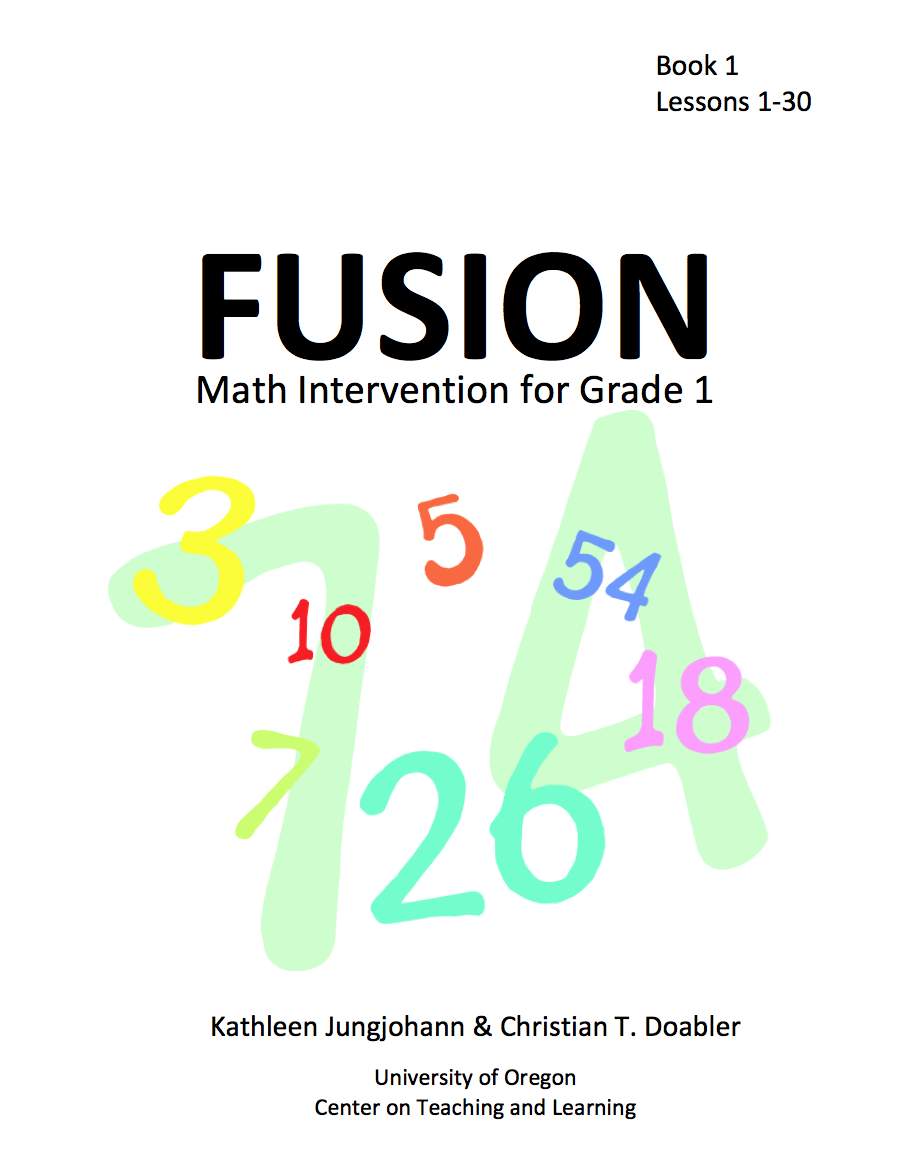 Book 1
Lessons 1-30
FUSION
Math Intervention for Grade 1
74
3
5
54
10
18
7
26
Kathleen Jungjohann & Christian T. Doabler
University of Oregon
Center on Teaching and Learning